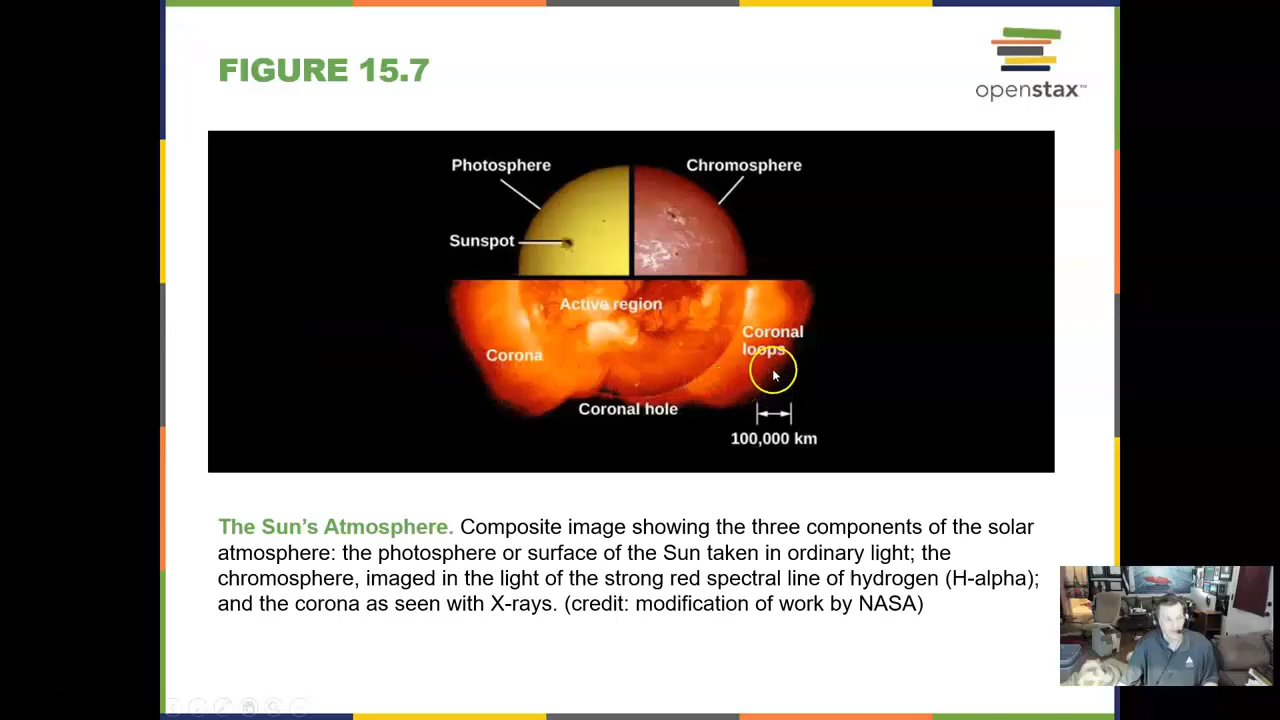 FIGURE 15.7
openstax™
Photosphere
Chromosphere
Sunspot
Active region
Coronal
loops
Corona
Coronal hole
100,000 km
The Sun’s Atmosphere. Composite image showing the three components of the solar
atmosphere: the photosphere or surface of the Sun taken in ordinary light; the
chromosphere, imaged in the light of the strong red spectral line of hydrogen (H-alpha);
and the corona as seen with X-rays. (credit: modification of work by NASA)